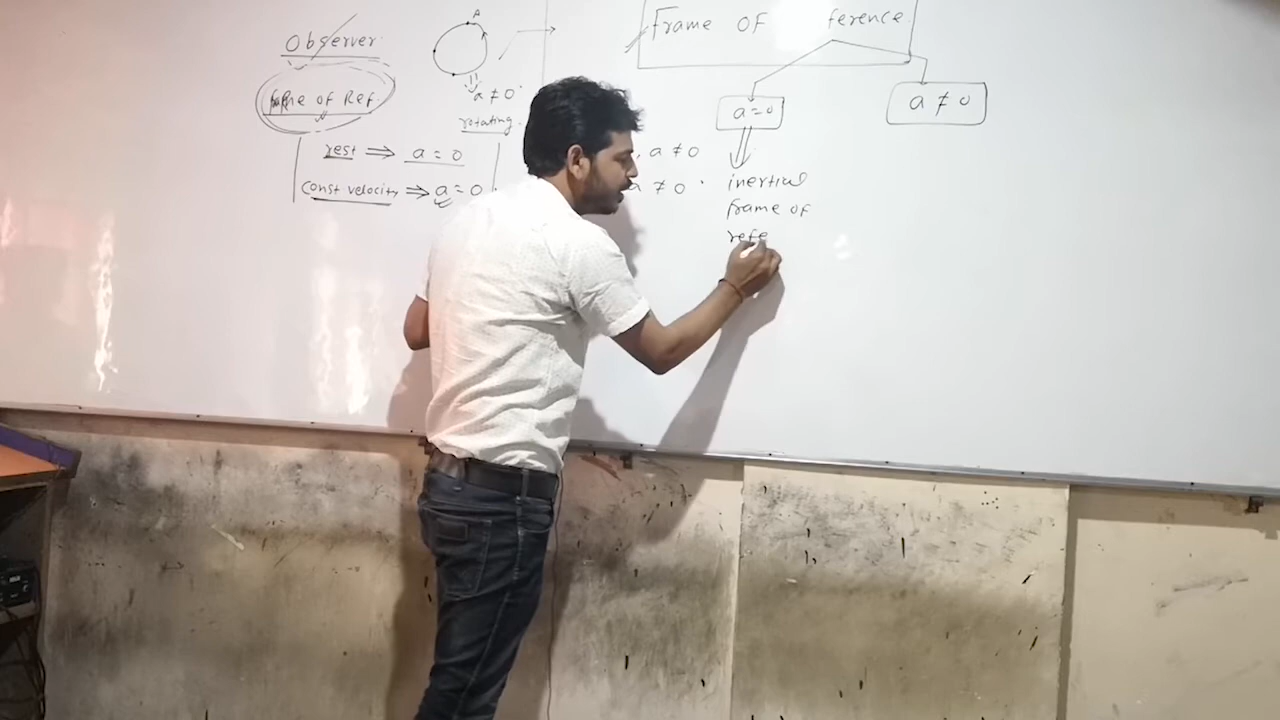 Observer
frame of Ref.
rest ⇒ a = 0
Const velocity ⇒ a = 0
A
a ≠ 0
rotating
, a ≠ 0
a ≠ 0
Frame OF ference
a = 0
a ≠ 0
inertial
frame of
refe